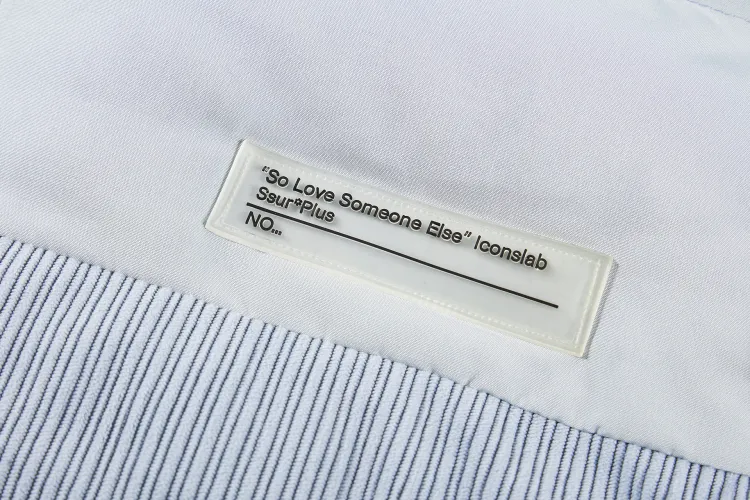 "So Love Someone Else" Iconslab
Ssur*Plus
NO...